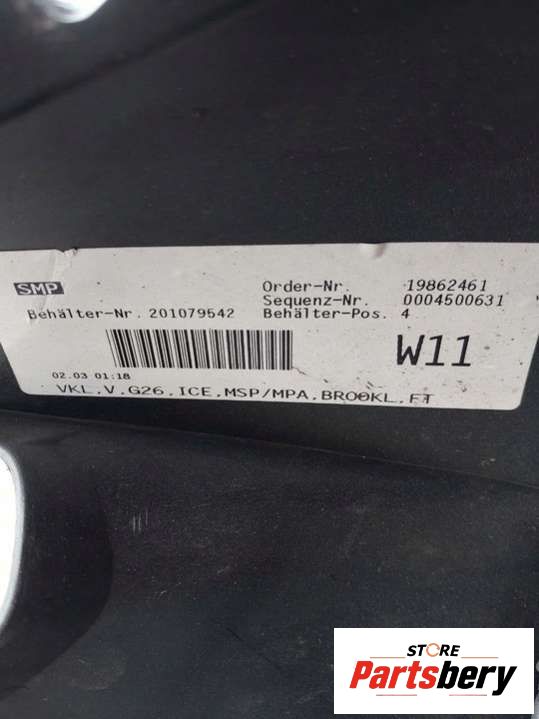 SMP
Order-Nr. 19862461
Sequenz-Nr. 0004500631
Behälter-Nr. 201079542 Behälter-Pos. 4
W11
02.03 01:18
VKL,V,G26,ICE,MSP/MPA,BROOKL,FT
STORE
Partsbery